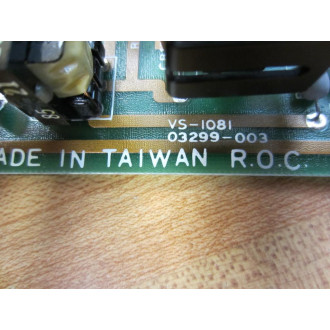 VS-1081
03299-003
ADE IN TAIWAN R.O.C.